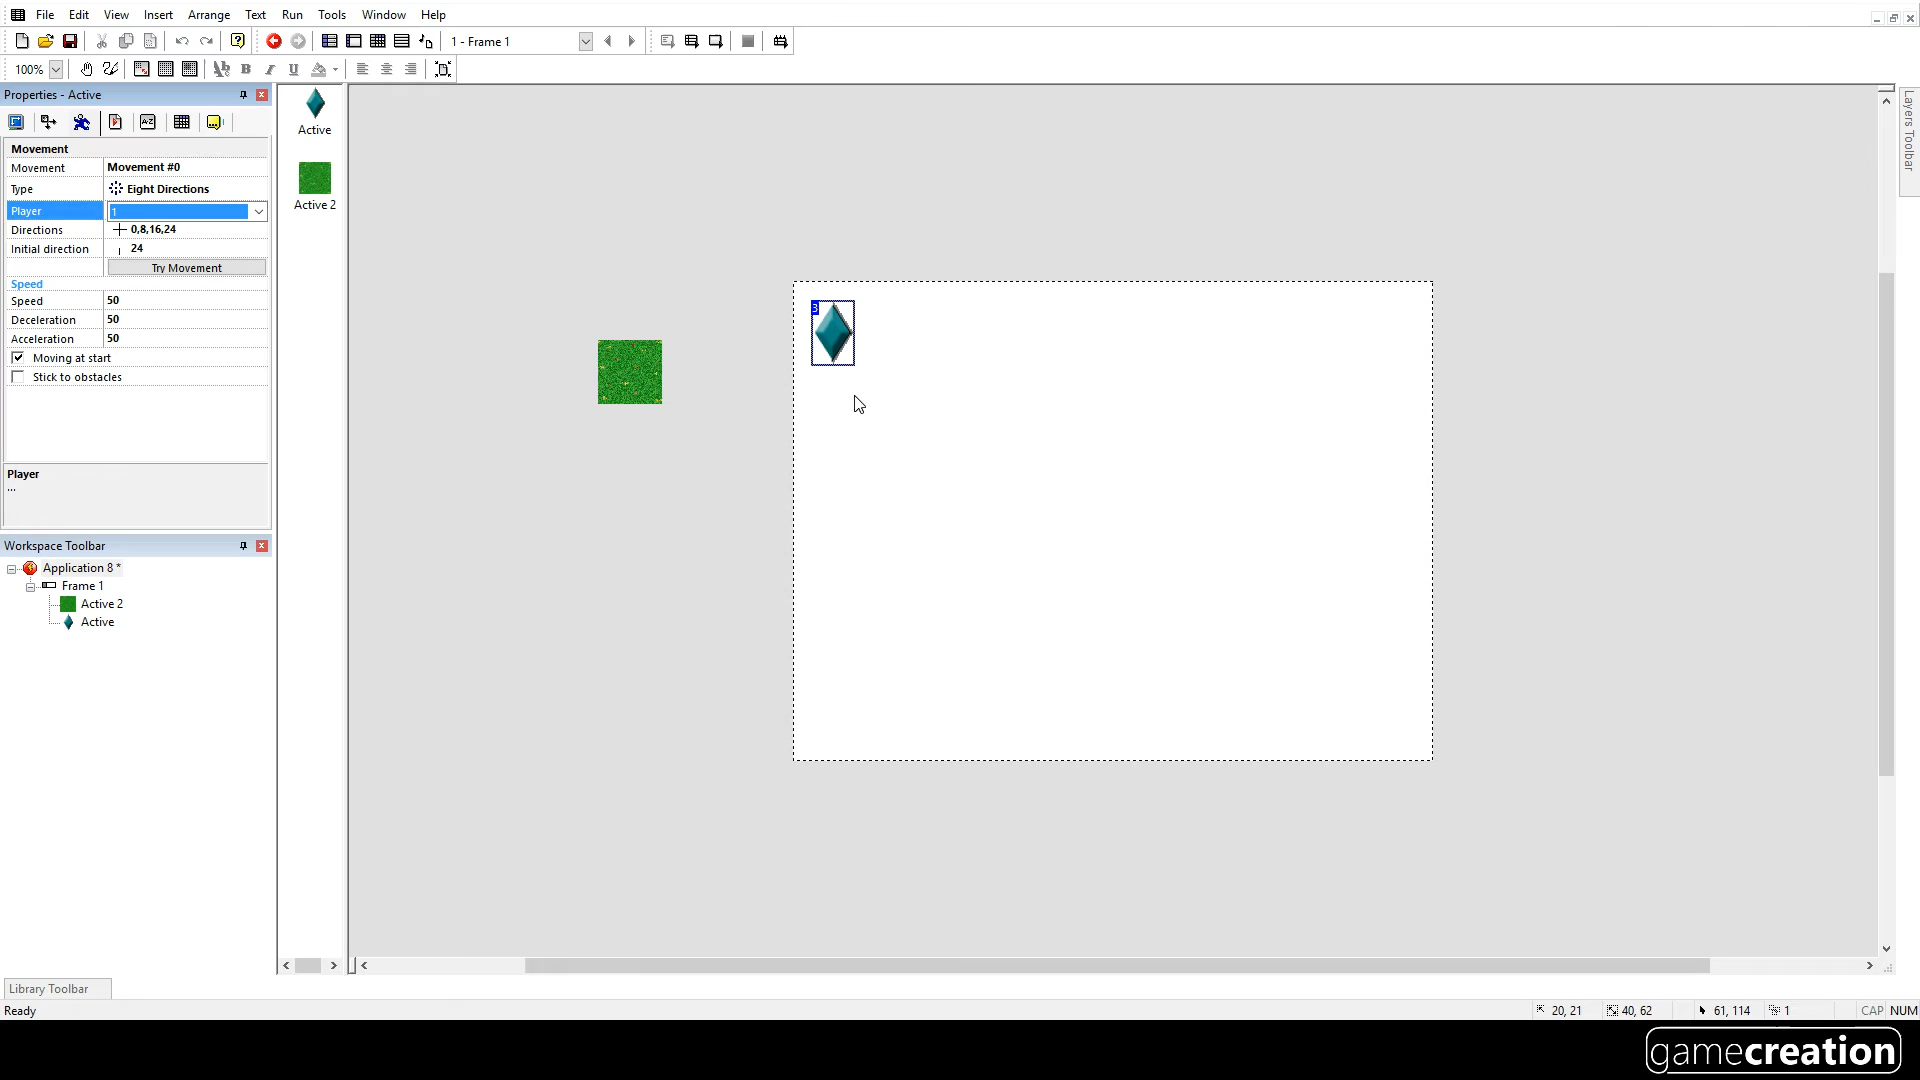 File Edit View Insert Arrange Text Run Tools Window Help
1 - Frame 1
100%
Properties - Active
Movement
Movement Movement #0
Type Eight Directions
Player 1
Directions 0,8,16,24
Initial direction 24
Try Movement
Speed
Speed 50
Deceleration 50
Acceleration 50
Moving at start
Stick to obstacles
Player
...
Workspace Toolbar
Application 8 *
Frame 1
Active 2
Active
Library Toolbar
Active
Active 2
3
Layers Toolbar
Ready
20, 21 40, 62 61, 114 1 CAP NUM
gamecreation